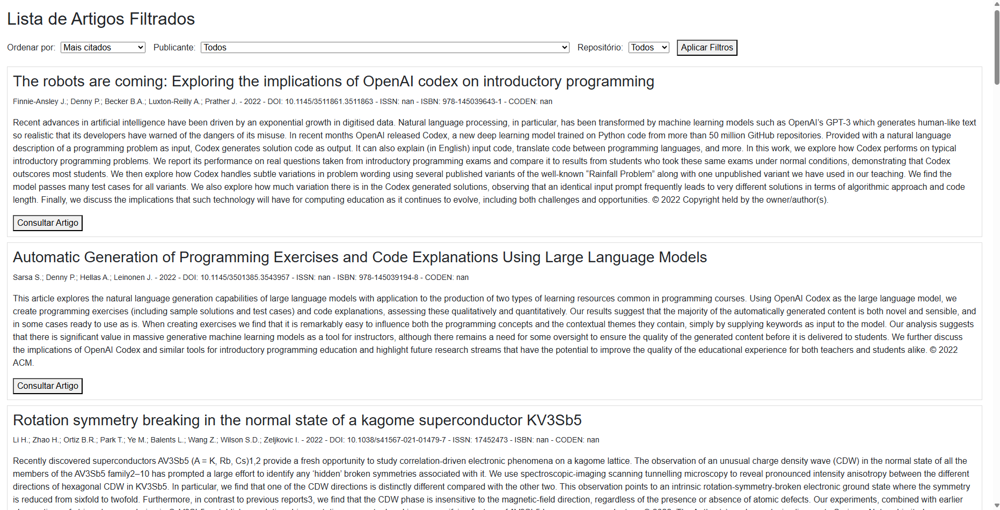 Lista de Artigos Filtrados
Ordenar por: Mais citados Publicante: Todos Repositório: Todos Aplicar Filtros
The robots are coming: Exploring the implications of OpenAI codex on introductory programming
Finnie-Ansley J.; Denny P.; Becker B.A.; Luxton-Reilly A.; Prather J. - 2022 - DOI: 10.1145/3511861.3511863 - ISSN: nan - ISBN: 978-145039643-1 - CODEN: nan
Recent advances in artificial intelligence have been driven by an exponential growth in digitised data. Natural language processing, in particular, has been transformed by machine learning models such as OpenAI's GPT-3 which generates human-like text
so realistic that its developers have warned of the dangers of its misuse. In recent months OpenAI released Codex, a new deep learning model trained on Python code from more than 50 million GitHub repositories. Provided with a natural language
description of a programming problem as input, Codex generates solution code as output. It can also explain (in English) input code, translate code between programming languages, and more. In this work, we explore how Codex performs on typical
introductory programming problems. We report its performance on real questions taken from introductory programming exams and compare it to results from students who took these same exams under normal conditions, demonstrating that Codex
outscores most students. We then explore how Codex handles subtle variations in problem wording using several published variants of the well-known “Rainfall Problem” along with one unpublished variant we have used in our teaching. We find the
model passes many test cases for all variants. We also explore how much variation there is in the Codex generated solutions, observing that an identical input prompt frequently leads to very different solutions in terms of algorithmic approach and code
length. Finally, we discuss the implications that such technology will have for computing education as it continues to evolve, including both challenges and opportunities. © 2022 Copyright held by the owner/author(s).
Consultar Artigo
Automatic Generation of Programming Exercises and Code Explanations Using Large Language Models
Sarsa S.; Denny P.; Hellas A.; Leinonen J. - 2022 - DOI: 10.1145/3501385.3543957 - ISSN: nan - ISBN: 978-145039194-8 - CODEN: nan
This article explores the natural language generation capabilities of large language models with application to the production of two types of learning resources common in programming courses. Using OpenAI Codex as the large language model, we
create programming exercises (including sample solutions and test cases) and code explanations, assessing these qualitatively and quantitatively. Our results suggest that the majority of the automatically generated content is both novel and sensible, and
in some cases ready to use as is. When creating exercises we find that it is remarkably easy to influence both the programming concepts and the contextual themes they contain, simply by supplying keywords as input to the model. Our analysis suggests
that there is significant value in massive generative machine learning models as a tool for instructors, although there remains a need for some oversight to ensure the quality of the generated content before it is delivered to students. We further discuss
the implications of OpenAI Codex and similar tools for introductory programming education and highlight future research streams that have the potential to improve the quality of the educational experience for both teachers and students alike. © 2022
ACM.
Consultar Artigo
Rotation symmetry breaking in the normal state of a kagome superconductor KV3Sb5
Li H.; Zhao H.; Ortiz B.R.; Park T.; Ye M.; Balents L.; Wang Z.; Wilson S.D.; Zeljkovic I. - 2022 - DOI: 10.1038/s41567-021-01479-7 - ISSN: 17452473 - ISBN: nan - CODEN: nan
Recently discovered superconductors AV3Sb5 (A = K, Rb, Cs)1,2 provide a fresh opportunity to study correlation-driven electronic phenomena on a kagome lattice. The observation of an unusual charge density wave (CDW) in the normal state of all the
members of the AV3Sb5 family2–10 has prompted a large effort to identify any ‘hidden’ broken symmetries associated with it. We use spectroscopic-imaging scanning tunnelling microscopy to reveal pronounced intensity anisotropy between the different
directions of hexagonal CDW in KV3Sb5. In particular, we find that one of the CDW directions is distinctly different compared with the other two. This observation points to an intrinsic rotation-symmetry-broken electronic ground state where the symmetry
is reduced from sixfold to twofold. Furthermore, in contrast to previous reports3, we find that the CDW phase is insensitive to the magnetic-field direction, regardless of the presence or absence of atomic defects. Our experiments, combined with earlier